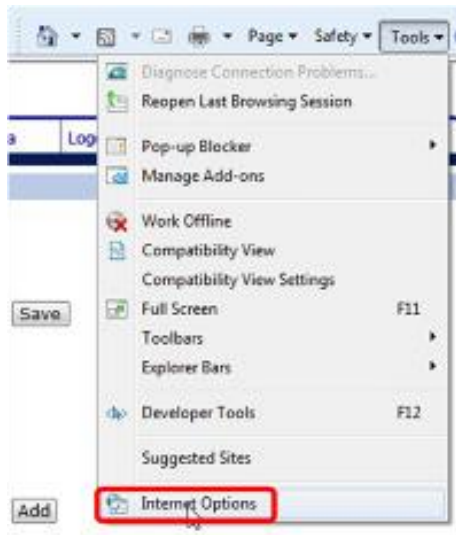 Page Safety Tools
Diagnose Connection Problems...
Reopen Last Browsing Session
a Log
Pop-up Blocker
Manage Add-ons
Work Offline
Compatibility View
Compatibility View Settings
Save
Full Screen F11
Toolbars
Explorer Bars
Developer Tools F12
Suggested Sites
Add
Internet Options